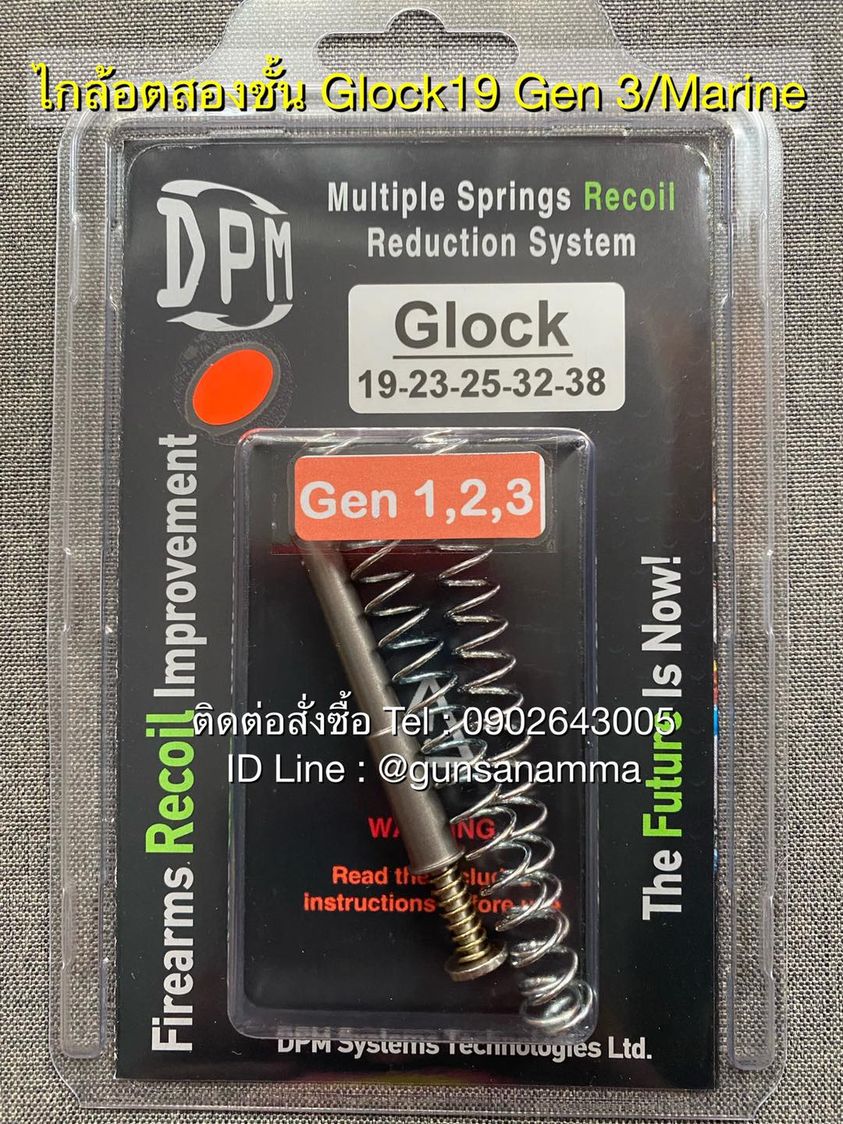 ไกล้อตสองชั้น Glock19 Gen 3/Marine
DPM
Multiple Springs Recoil
Reduction System
Glock
19-23-25-32-38
Gen 1,2,3
Firearms Recoil Improvement
The Future Is Now!
ติดต่อสั่งซื้อ Tel : 0902643005
ID Line : @gunsanamma
WARNING
Read the included
instructions before use
DPM Systems Technologies Ltd.